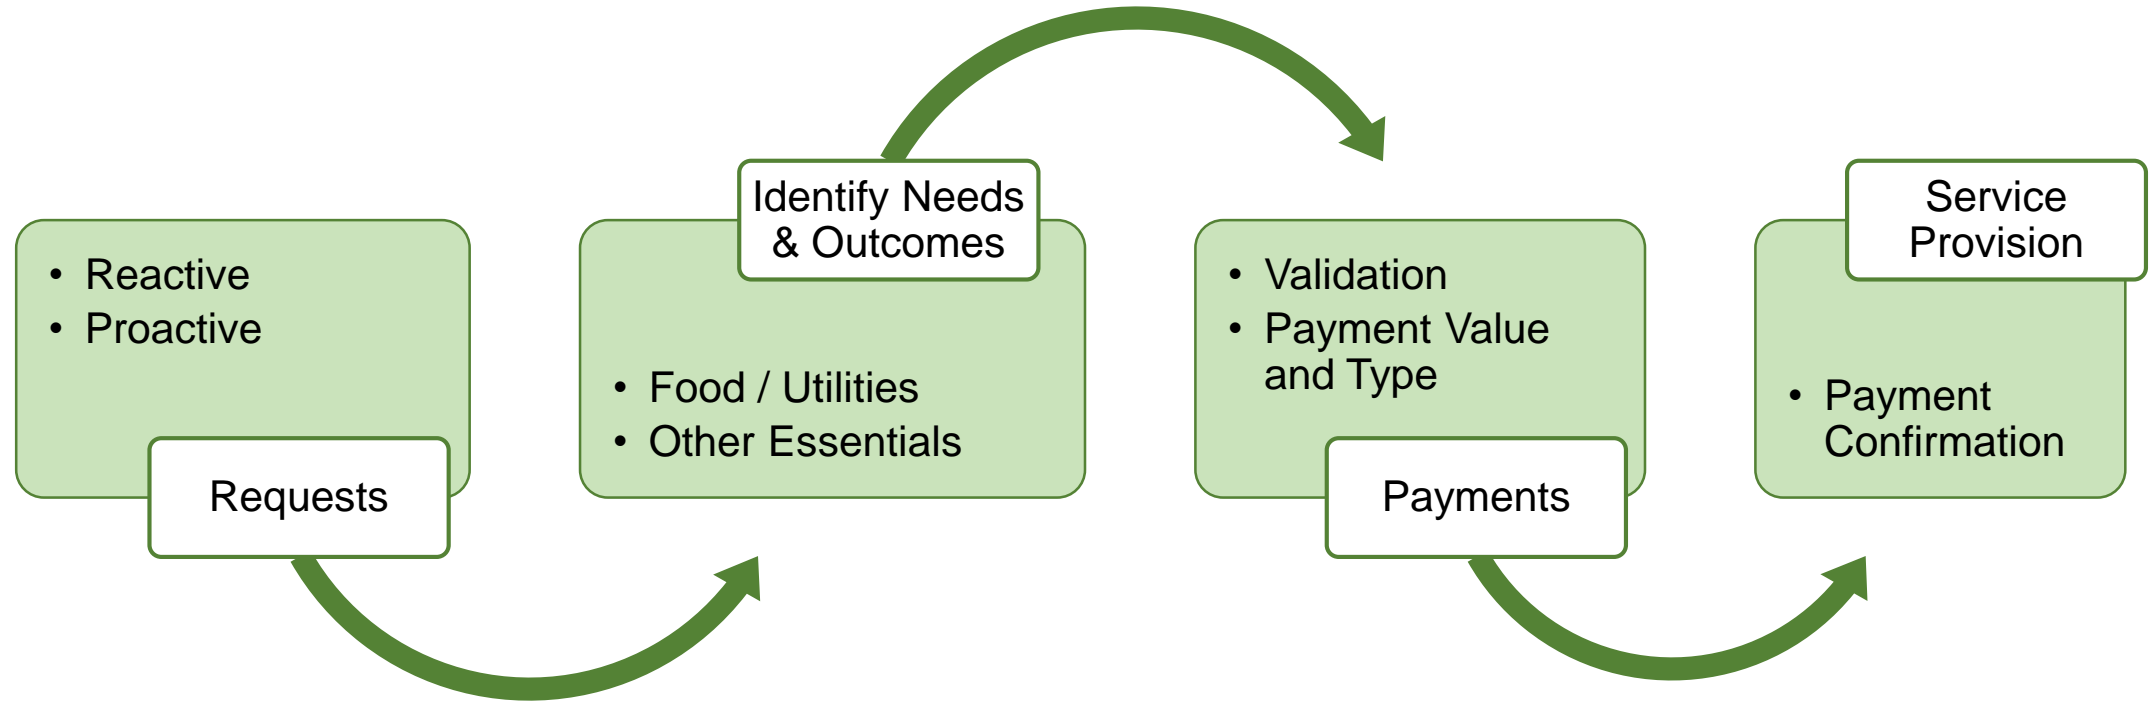 • Reactive
• Proactive
Requests
Identify Needs
& Outcomes
• Food / Utilities
• Other Essentials
• Validation
• Payment Value
and Type
Payments
Service
Provision
• Payment
Confirmation